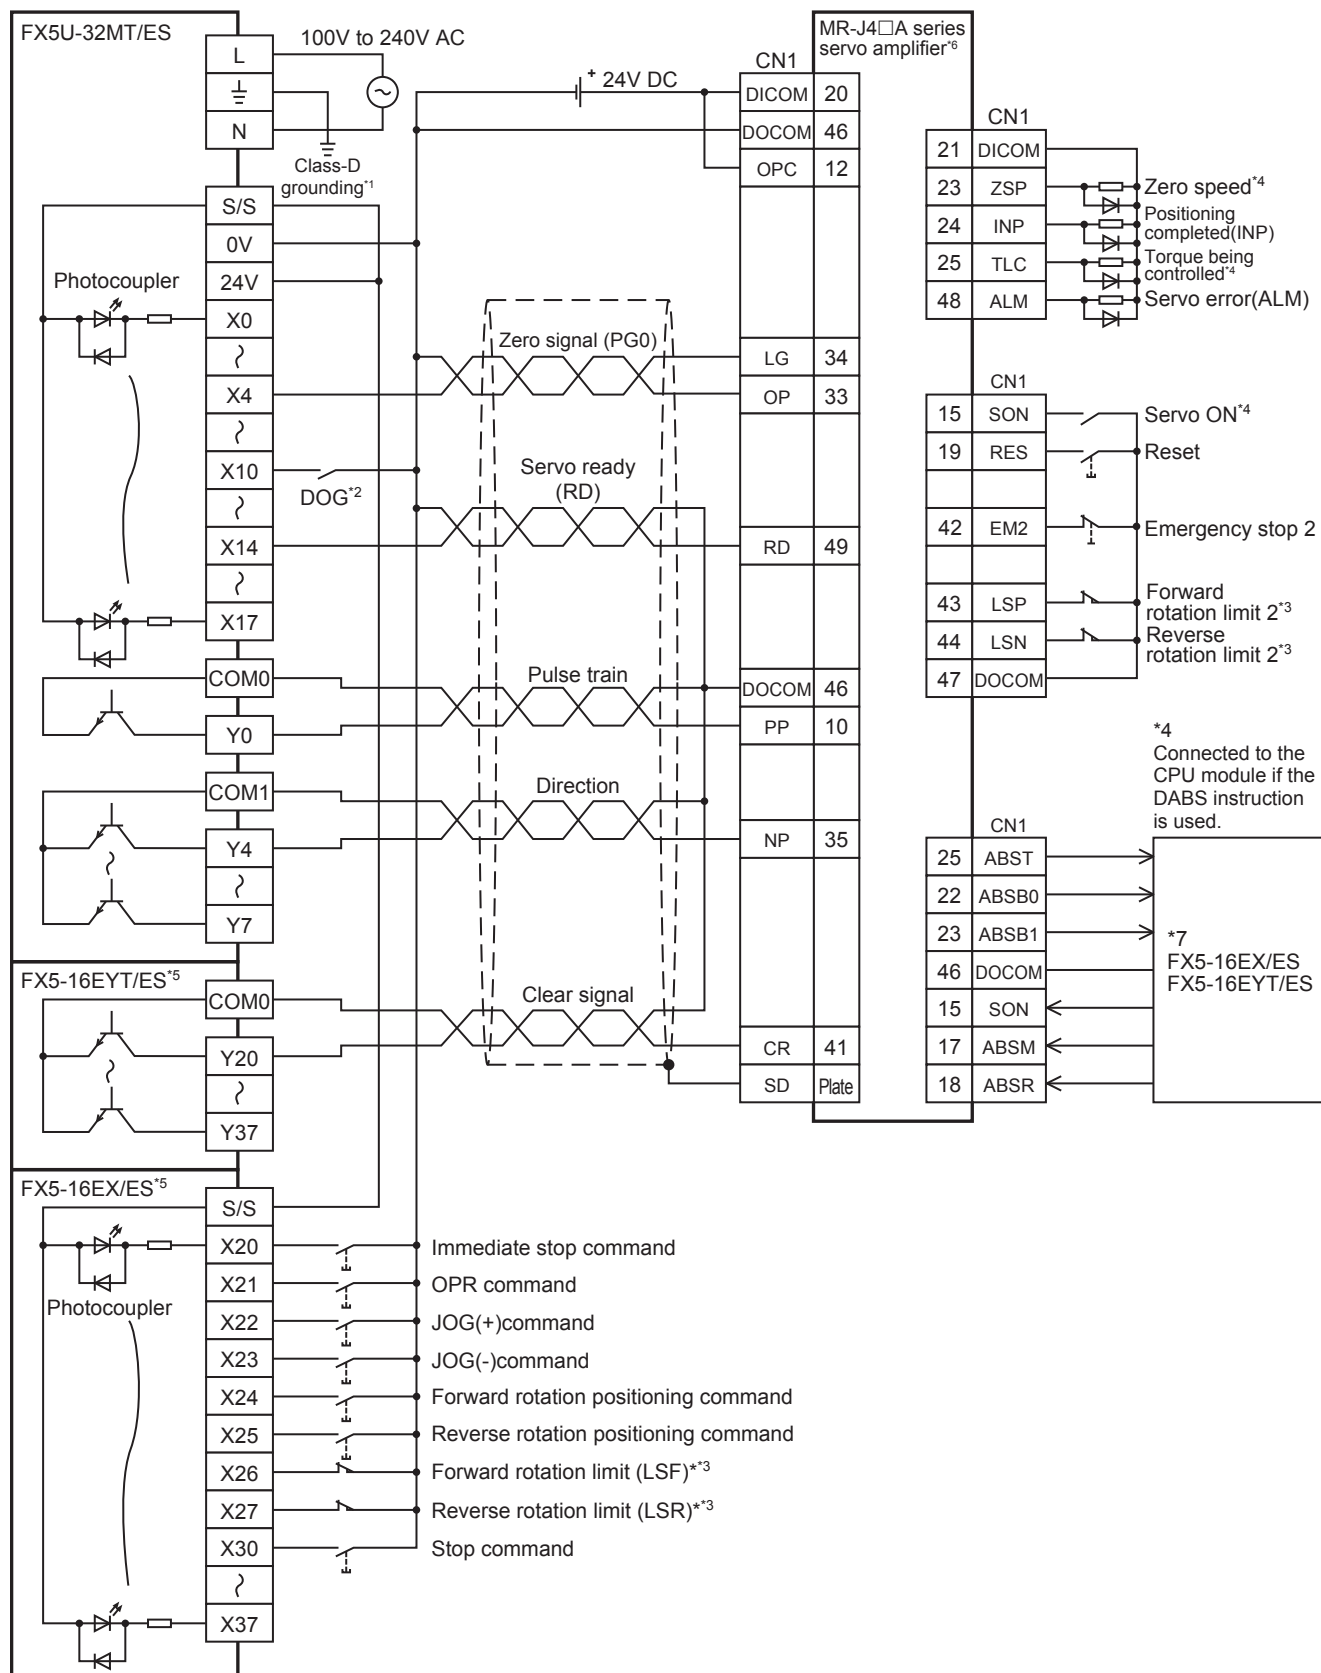 FX5U-32MT/ES
L
N
100V to 240V AC
Class-D
grounding*1
S/S
0V
24V
Photocoupler
X0
X4
X10
DOG*2
X14
X17
COM0
Y0
COM1
Y4
Y7
FX5-16EYT/ES*5
COM0
Y20
Y37
FX5-16EX/ES*5
S/S
X20 Immediate stop command
X21 OPR command
Photocoupler
X22 JOG(+)command
X23 JOG(-)command
X24 Forward rotation positioning command
X25 Reverse rotation positioning command
X26 Forward rotation limit (LSF)**3
X27 Reverse rotation limit (LSR)**3
X30 Stop command
X37
+ 24V DC
Zero signal (PG0)
Servo ready
(RD)
Pulse train
Direction
Clear signal
MR-J4□A series
servo amplifier*6
CN1
DICOM 20
DOCOM 46
OPC 12
LG 34
OP 33
RD 49
DOCOM 46
PP 10
NP 35
CR 41
SD Plate
CN1
21 DICOM
23 ZSP Zero speed*4
24 INP Positioning
completed(INP)
25 TLC Torque being
controlled*4
48 ALM Servo error(ALM)
CN1
15 SON Servo ON*4
19 RES Reset
42 EM2 Emergency stop 2
43 LSP Forward
rotation limit 2*3
44 LSN Reverse
rotation limit 2*3
47 DOCOM
*4
Connected to the
CPU module if the
DABS instruction
is used.
CN1
25 ABST
22 ABSB0
23 ABSB1
46 DOCOM
15 SON
17 ABSM
18 ABSR
*7
FX5-16EX/ES
FX5-16EYT/ES